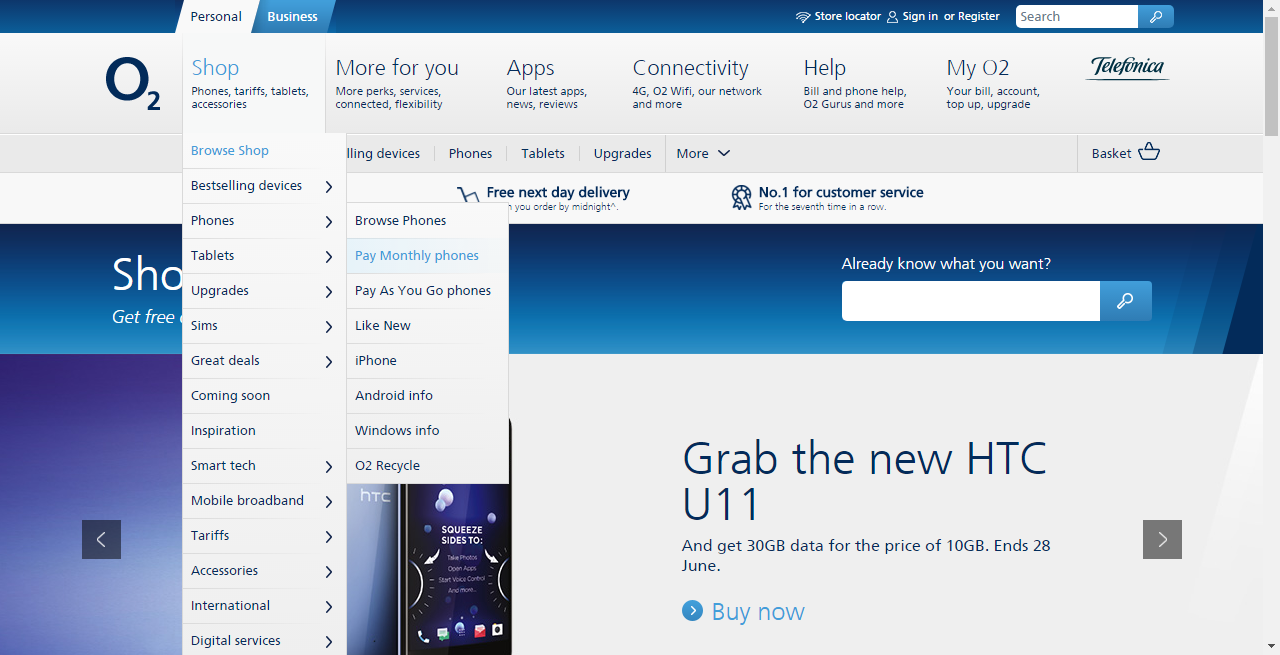 Personal
Business
Store locator
Sign in or Register
Search
O2
Shop
Phones, tariffs, tablets,
accessories
More for you
More perks, services,
connected, flexibility
Apps
Our latest apps,
news, reviews
Connectivity
4G, O2 Wifi, our network
and more
Help
Bill and phone help,
O2 Gurus and more
My O2
Your bill, account,
top up, upgrade
Telefónica
lling devices
Phones
Tablets
Upgrades
More
Basket
Free next day delivery
you order by midnight^.
No.1 for customer service
For the seventh time in a row.
Browse Shop
Bestselling devices
Phones
Tablets
Upgrades
Sims
Great deals
Coming soon
Inspiration
Smart tech
Mobile broadband
Tariffs
Accessories
International
Digital services
Browse Phones
Pay Monthly phones
Pay As You Go phones
Like New
iPhone
Android info
Windows info
O2 Recycle
Sho
Get free
Already know what you want?
hTC
SQUEEZE
SIDES TO:
Take Photos
Open Apps
Start Voice Control
And more...
Grab the new HTC
U11
And get 30GB data for the price of 10GB. Ends 28
June.
Buy now